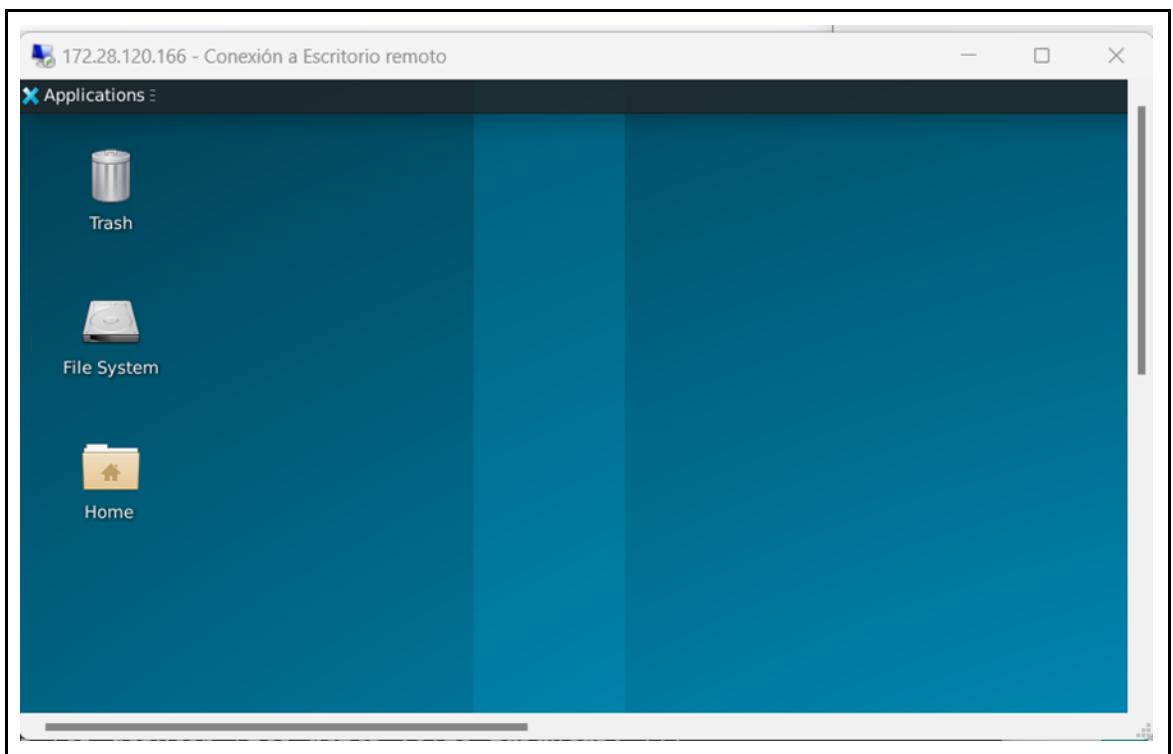 172.28.120.166 - Conexión a Escritorio remoto
Applications
Trash
File System
Home